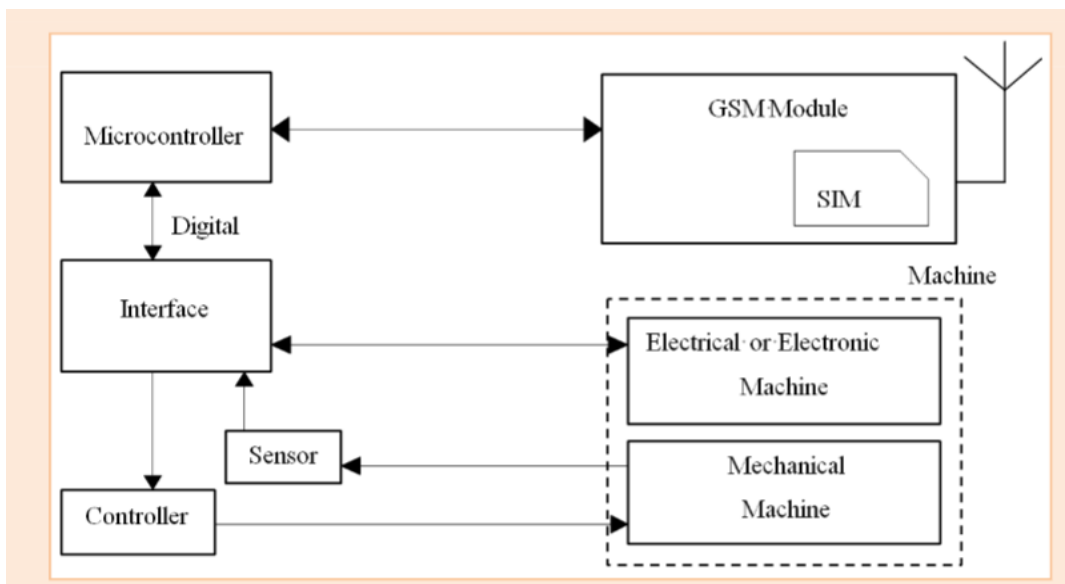 Microcontroller
GSM Module
SIM
Digital
Machine
Interface
Electrical or Electronic
Machine
Sensor
Mechanical
Machine
Controller